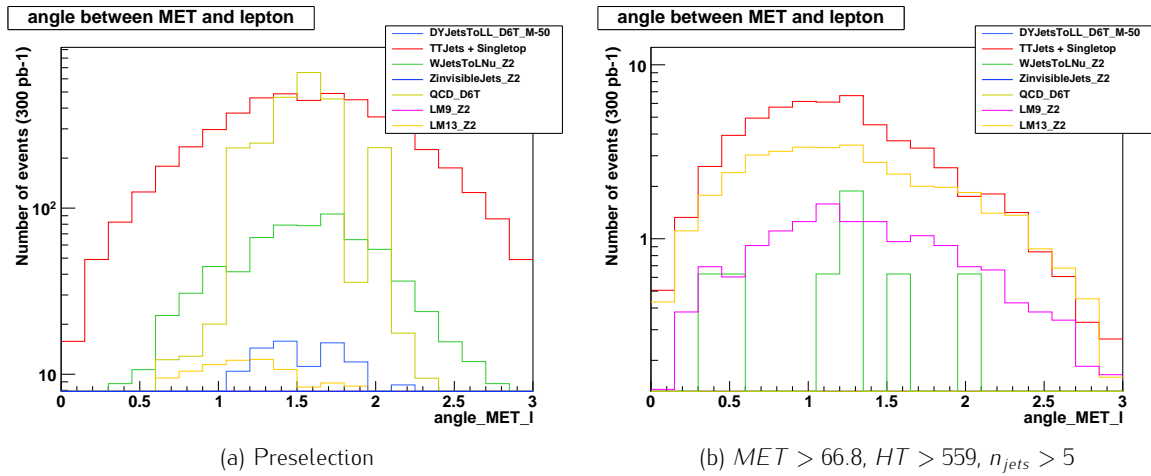 angle between MET and lepton
DYJetsToLL_D6T_M-50
TTJets + Singletop
WJetsToLNu_Z2
ZinvisibleJets_Z2
QCD_D6T
LM9_Z2
LM13_Z2
Number of events (300 pb-1)
10²
10
0 0.5 1 1.5 2 2.5 3
angle_MET_l
(a) Preselection
angle between MET and lepton
DYJetsToLL_D6T_M-50
TTJets + Singletop
WJetsToLNu_Z2
ZinvisibleJets_Z2
QCD_D6T
LM9_Z2
LM13_Z2
Number of events (300 pb-1)
10
1
0 0.5 1 1.5 2 2.5 3
angle_MET_l
(b) MET > 66.8, HT > 559, n_jets > 5